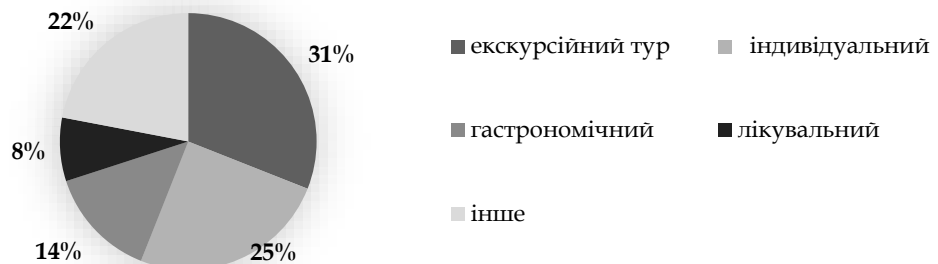 22%
31%
8%
14%
25%
екскурсійний тур
індивідуальний
гастрономічний
лікувальний
інше